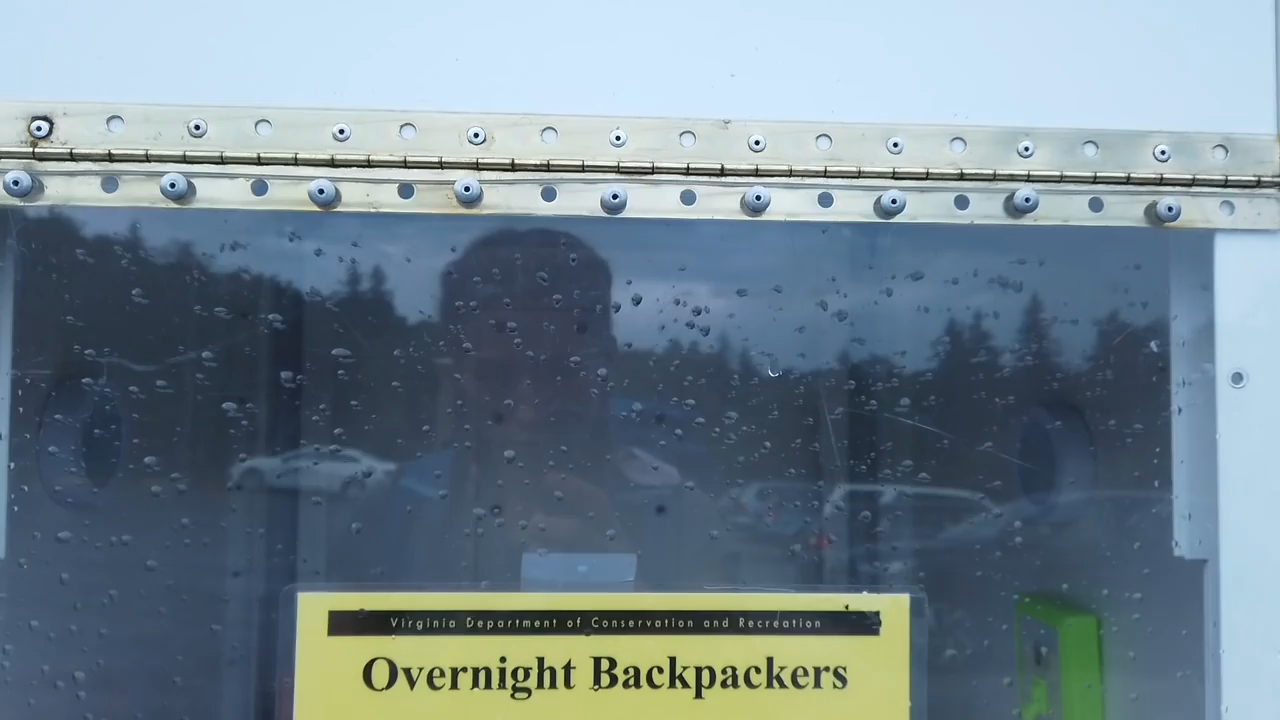 Virginia Department of Conservation and Recreation
Overnight Backpackers